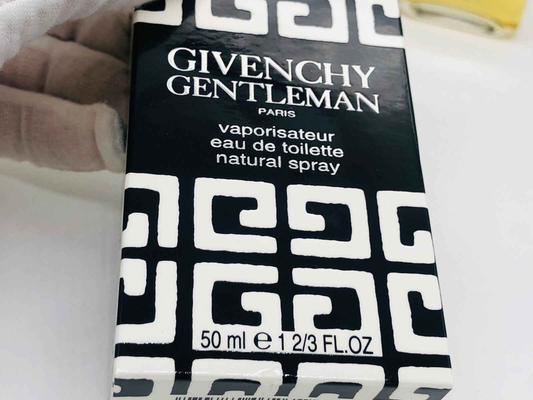 GIVENCHY
GENTLEMAN
PARIS
vaporisateur
eau de toilette
natural spray
50 ml ℮ 1 2/3 FL.OZ